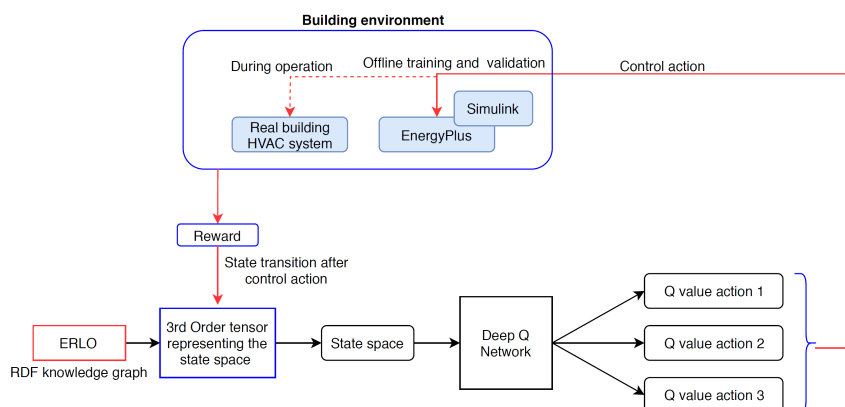 Building environment
During operation
Offline training and validation
Control action
Simulink
Real building
HVAC system
EnergyPlus
Reward
State transition after
control action
Q value action 1
ERLO
3rd Order tensor
representing the
state space
State space
Deep Q
Network
Q value action 2
RDF knowledge graph
Q value action 3